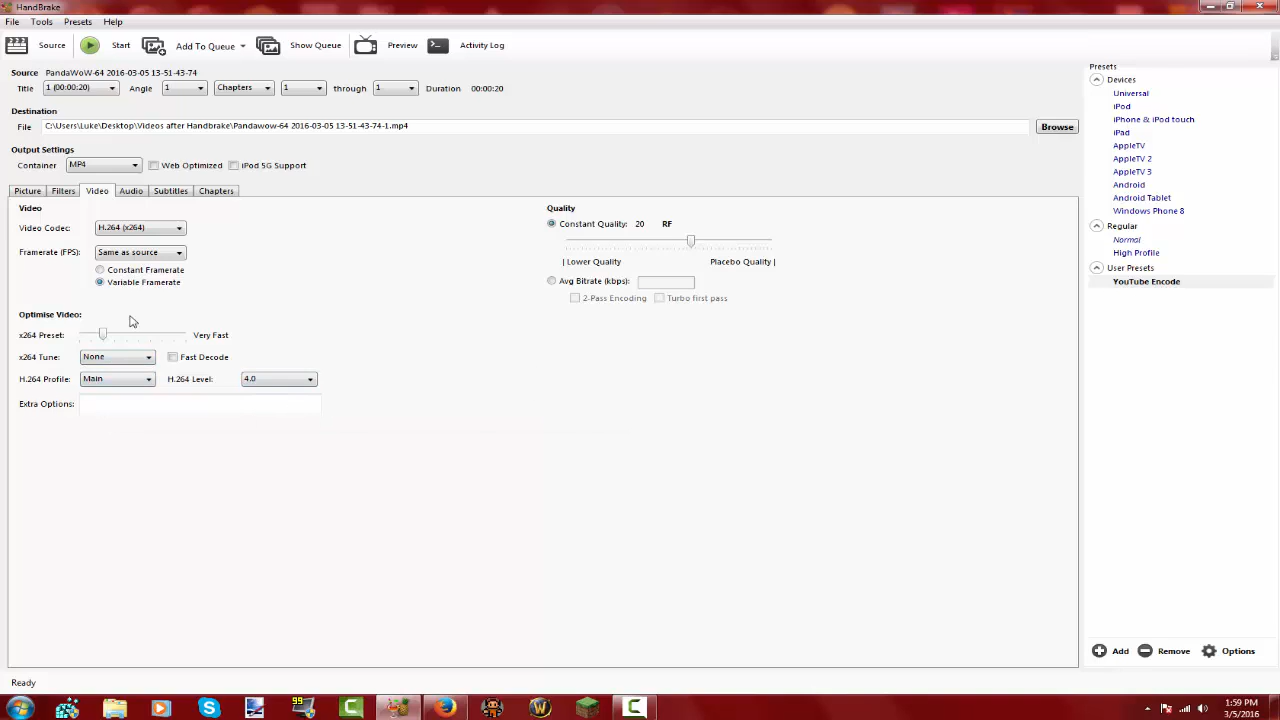 HandBrake
File Tools Presets Help
Source Start Add To Queue Show Queue Preview Activity Log
Source PandaWoW-64 2016-03-05 13-51-43-74
Title 1 (00:00:20) Angle 1 Chapters 1 through 1 Duration 00:00:20
Destination
File C:\Users\Luke\Desktop\Videos after Handbrake\Pandawow-64 2016-03-05 13-51-43-74-1.mp4 Browse
Output Settings
Container MP4 Web Optimized iPod 5G Support
Picture Filters Video Audio Subtitles Chapters
Video
Video Codec: H.264 (x264)
Framerate (FPS): Same as source
Constant Framerate
Variable Framerate
Optimise Video:
x264 Preset: Very Fast
x264 Tune: None Fast Decode
H.264 Profile: Main H.264 Level: 4.0
Extra Options:
Quality
Constant Quality: 20 RF
| Lower Quality Placebo Quality |
Avg Bitrate (kbps):
2-Pass Encoding Turbo first pass
Presets
Devices
Universal
iPod
iPhone & iPod touch
iPad
AppleTV
AppleTV 2
AppleTV 3
Android
Android Tablet
Windows Phone 8
Regular
Normal
High Profile
User Presets
YouTube Encode
Add Remove Options
Ready
99
1:59 PM
3/5/2016